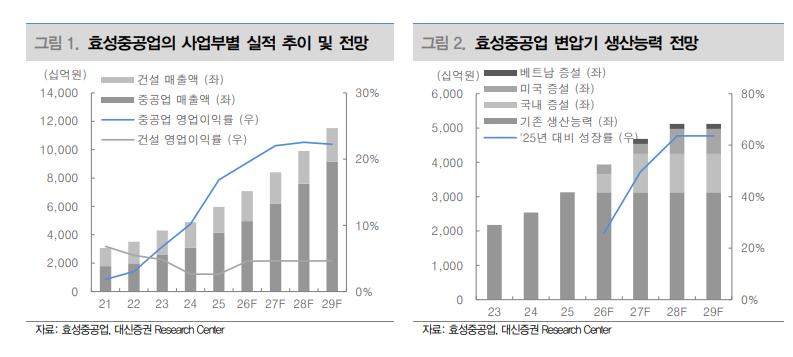 그림 1. 효성중공업의 사업부별 실적 추이 및 전망
(십억원)
건설 매출액 (좌)
중공업 매출액 (좌)
중공업 영업이익률 (우)
건설 영업이익률 (우)
14,000
12,000
10,000
8,000
6,000
4,000
2,000
0
30%
20%
10%
0%
21 22 23 24 25 26F 27F 28F 29F
자료: 효성중공업, 대신증권 Research Center
그림 2. 효성중공업 변압기 생산능력 전망
(십억원)
베트남 증설 (좌)
미국 증설 (좌)
국내 증설 (좌)
기존 생산능력 (좌)
'25년 대비 성장률 (우)
6,000
5,000
4,000
3,000
2,000
1,000
0
80%
60%
40%
20%
0%
23 24 25 26F 27F 28F 29F
자료: 효성중공업, 대신증권 Research Center